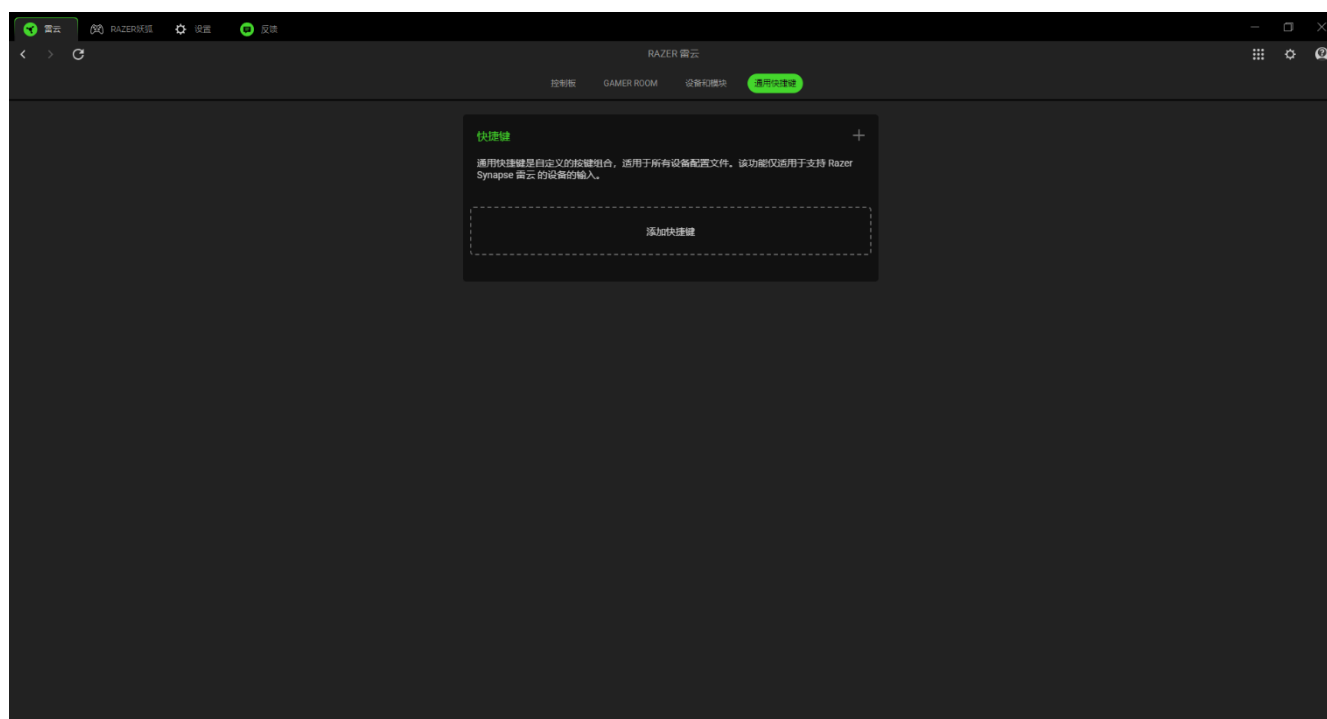 雷云
RAZER妖狐
设置
反馈
RAZER 雷云
控制板
GAMER ROOM
设备和模块
通用快捷键
快捷键
通用快捷键是自定义的按键组合，适用于所有设备配置文件。该功能仅适用于支持 Razer
Synapse 雷云 的设备的输入。
添加快捷键